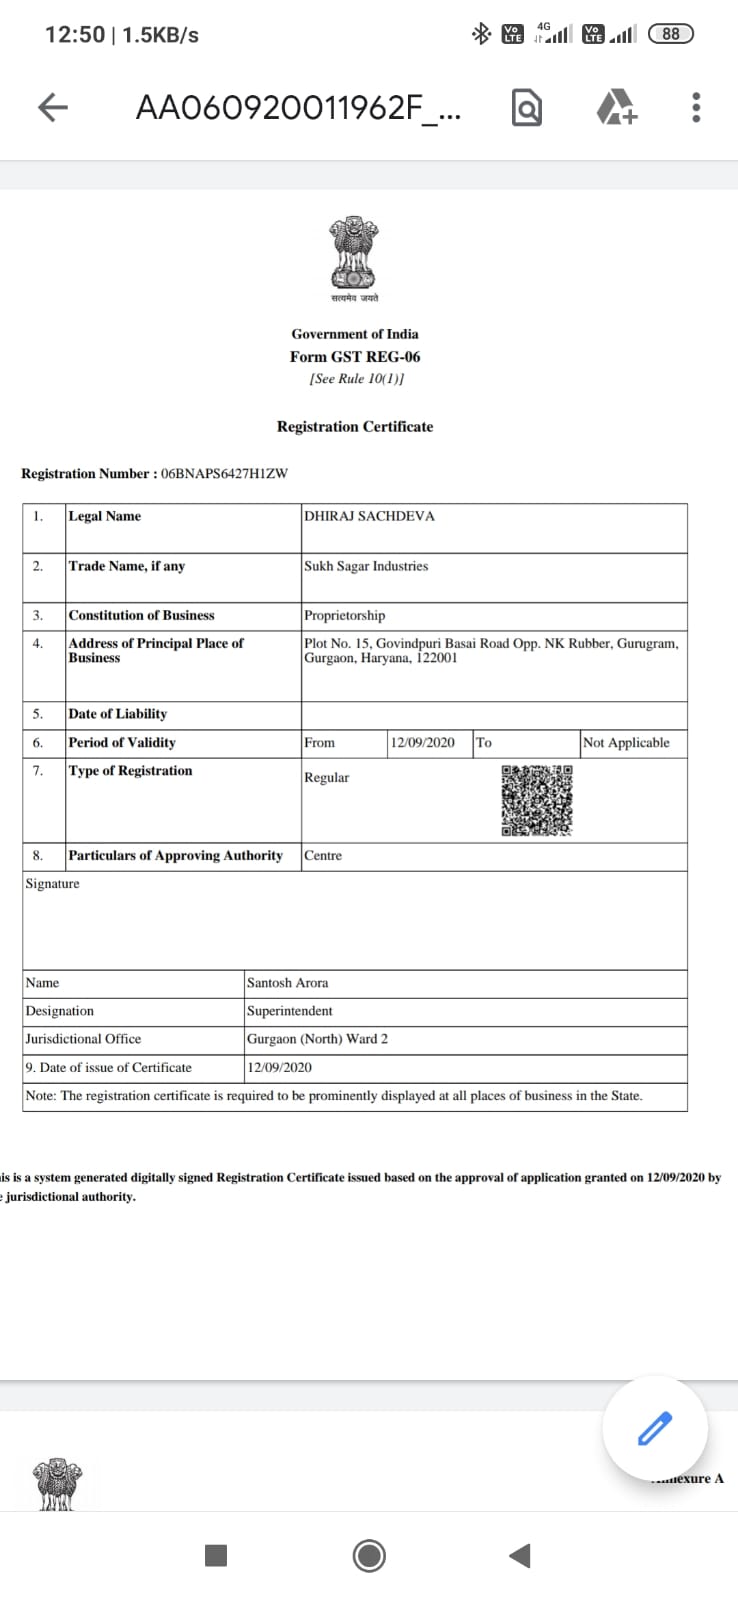 12:50 | 1.5KB/s
Vo LTE 4G Vo LTE 88
AA060920011962F_...
सत्यमेव जयते
Government of India
Form GST REG-06
[See Rule 10(1)]
Registration Certificate
Registration Number : 06BNAPS6427H1ZW
1. Legal Name DHIRAJ SACHDEVA
2. Trade Name, if any Sukh Sagar Industries
3. Constitution of Business Proprietorship
4. Address of Principal Place of Plot No. 15, Govindpuri Basai Road Opp. NK Rubber, Gurugram,
Business Gurgaon, Haryana, 122001
5. Date of Liability
6. Period of Validity From 12/09/2020 To Not Applicable
7. Type of Registration Regular
8. Particulars of Approving Authority Centre
Signature
Name Santosh Arora
Designation Superintendent
Jurisdictional Office Gurgaon (North) Ward 2
9. Date of issue of Certificate 12/09/2020
Note: The registration certificate is required to be prominently displayed at all places of business in the State.
is is a system generated digitally signed Registration Certificate issued based on the approval of application granted on 12/09/2020 by
jurisdictional authority.
A